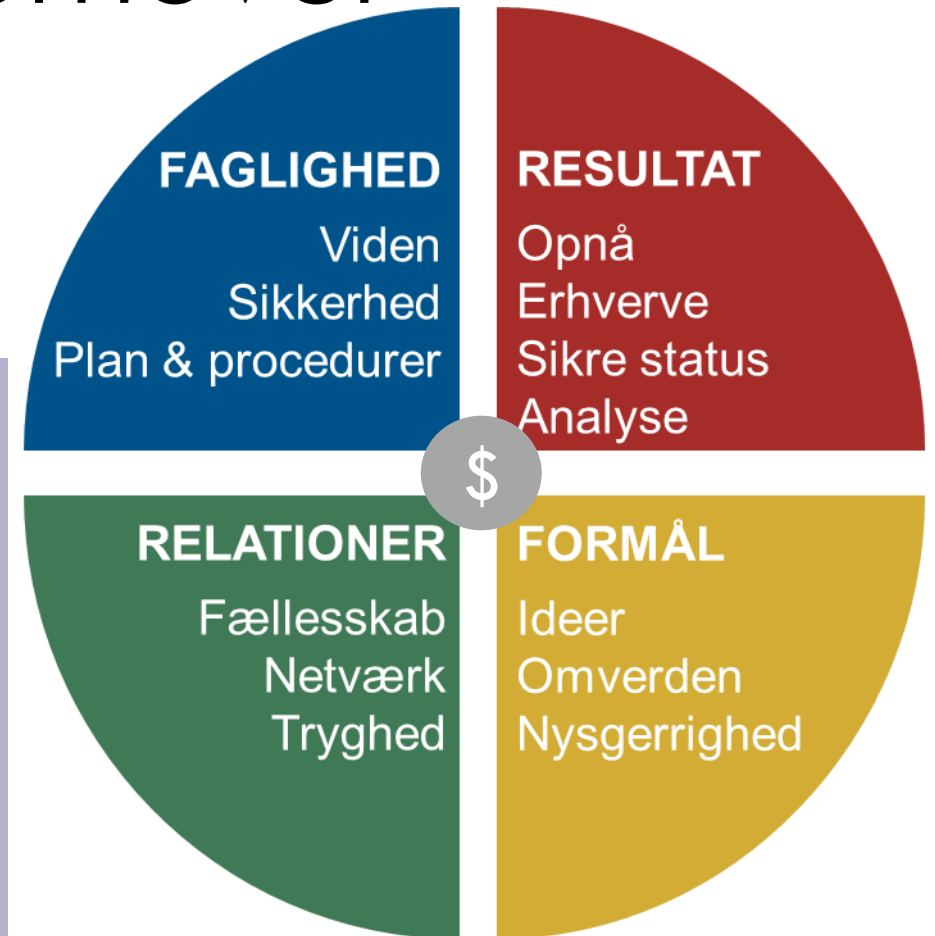 FAGLIGHED
Viden
Sikkerhed
Plan & procedurer
RESULTAT
Opnå
Erhverve
Sikre status
Analyse
$
RELATIONER
Fællesskab
Netværk
Tryghed
FORMÅL
Ideer
Omverden
Nysgerrighed